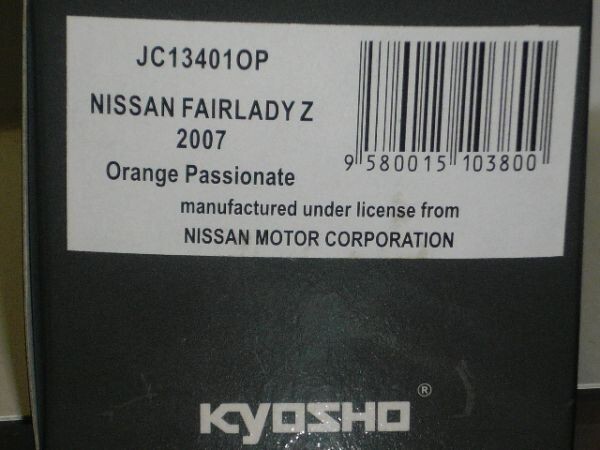 JC13401OP
NISSAN FAIRLADY Z
2007
Orange Passionate
manufactured under license from
NISSAN MOTOR CORPORATION
9 580015 103800
KYOSHO ®